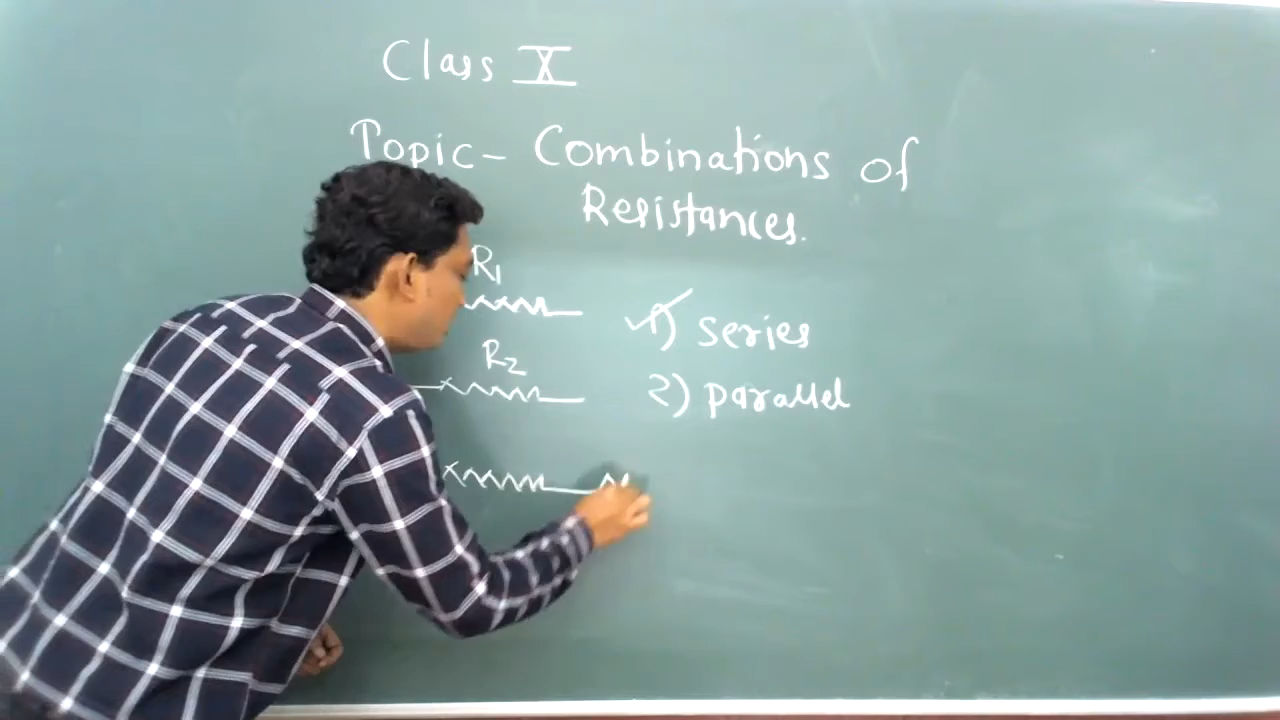 Class X
Topic - Combinations of
Resistances.
R1
1) series
R2
2) parallel